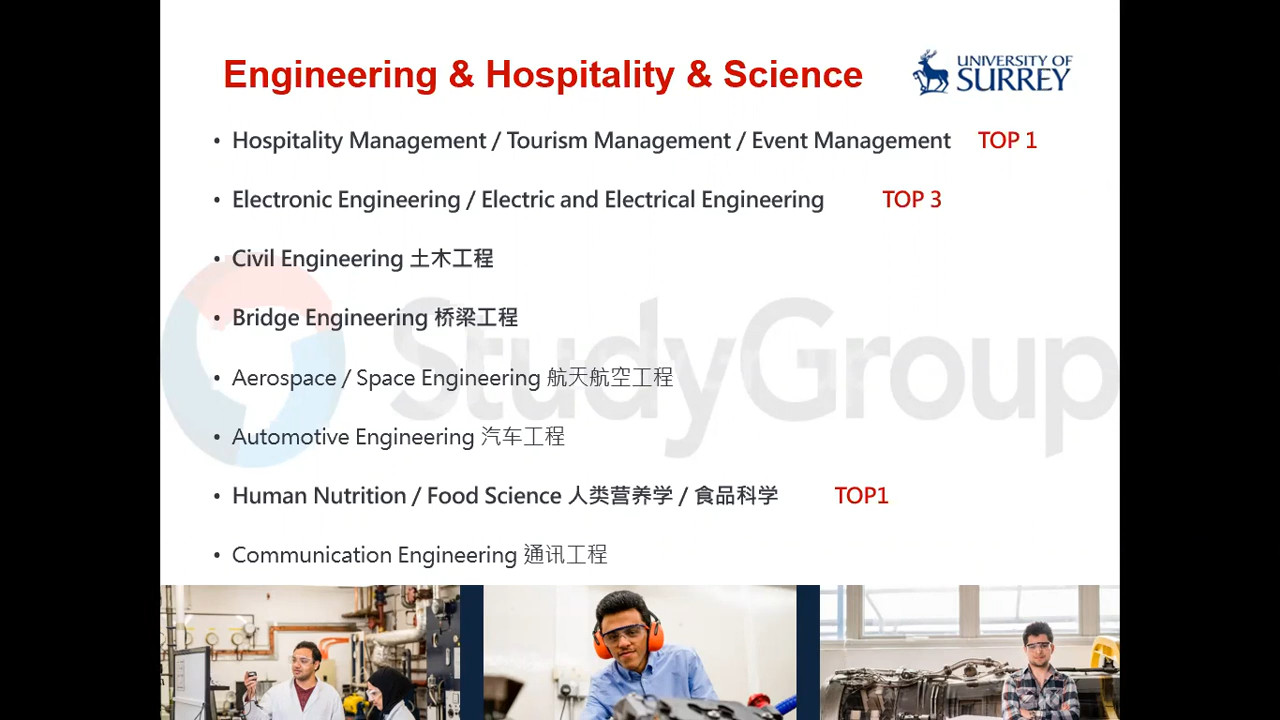 Engineering & Hospitality & Science
UNIVERSITY OF
SURREY
• Hospitality Management / Tourism Management / Event Management TOP 1
• Electronic Engineering / Electric and Electrical Engineering TOP 3
• Civil Engineering 土木工程
• Bridge Engineering 桥梁工程
• Aerospace / Space Engineering 航天航空工程
• Automotive Engineering 汽车工程
• Human Nutrition / Food Science 人类营养学 / 食品科学 TOP1
• Communication Engineering 通讯工程
StudyGroup